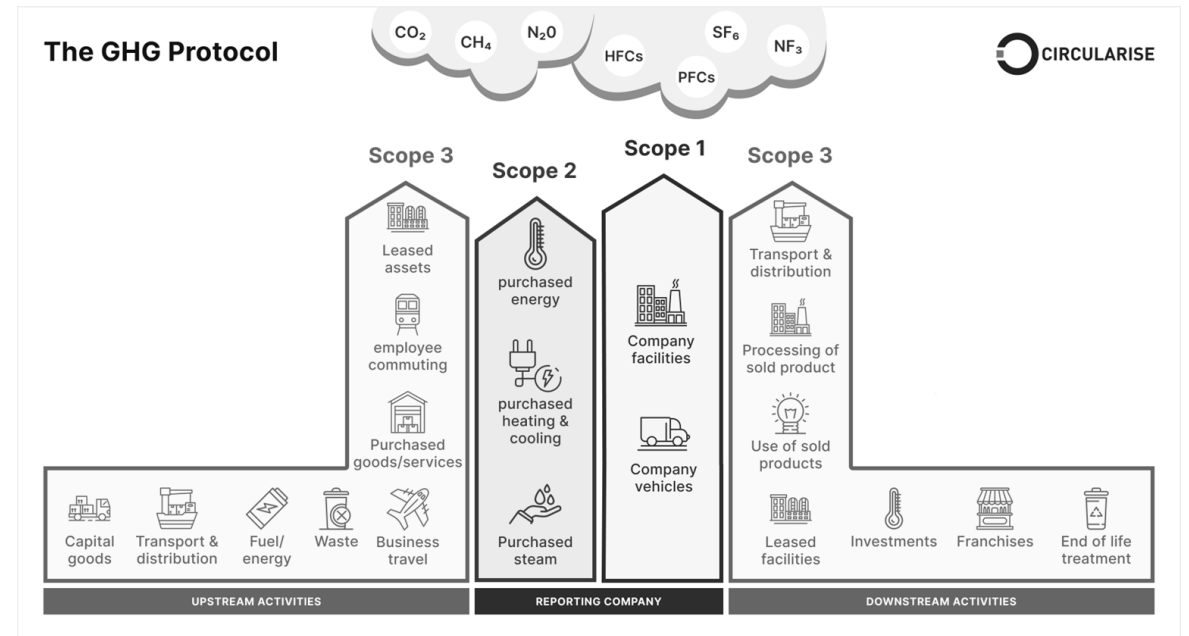 The GHG Protocol
CO₂
CH₄
N₂0
HFCs
PFCs
SF₆
NF₃
CIRCULARISE
Scope 3
Leased
assets
employee
commuting
Purchased
goods/services
Capital
goods
Transport &
distribution
Fuel/
energy
Waste
Business
travel
UPSTREAM ACTIVITIES
Scope 2
purchased
energy
purchased
heating &
cooling
Purchased
steam
Scope 1
Company
facilities
Company
vehicles
REPORTING COMPANY
Scope 3
Transport &
distribution
Processing of
sold product
Use of sold
products
Leased
facilities
Investments
Franchises
End of life
treatment
DOWNSTREAM ACTIVITIES